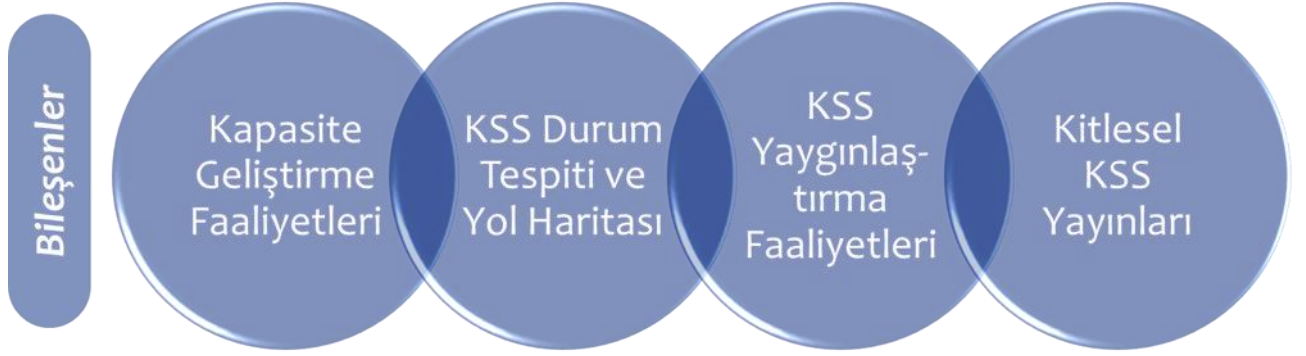 Bileşenler
Kapasite
Geliştirme
Faaliyetleri
KSS Durum
Tespiti ve
Yol Haritası
KSS
Yaygınlaş-
tırma
Faaliyetleri
Kitlesel
KSS
Yayınları